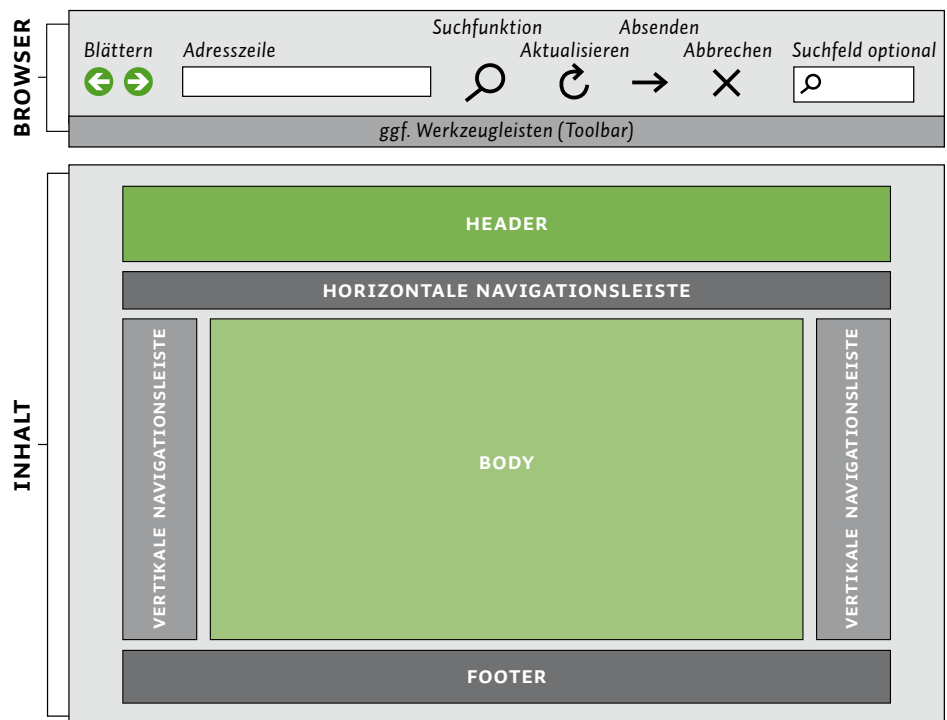 BROWSER
Suchfunktion
Absenden
Blättern
Adresszeile
Aktualisieren
Abbrechen
Suchfeld optional
ggf. Werkzeugleisten (Toolbar)
INHALT
HEADER
HORIZONTALE NAVIGATIONSLEISTE
VERTIKALE NAVIGATIONSLEISTE
BODY
VERTIKALE NAVIGATIONSLEISTE
FOOTER